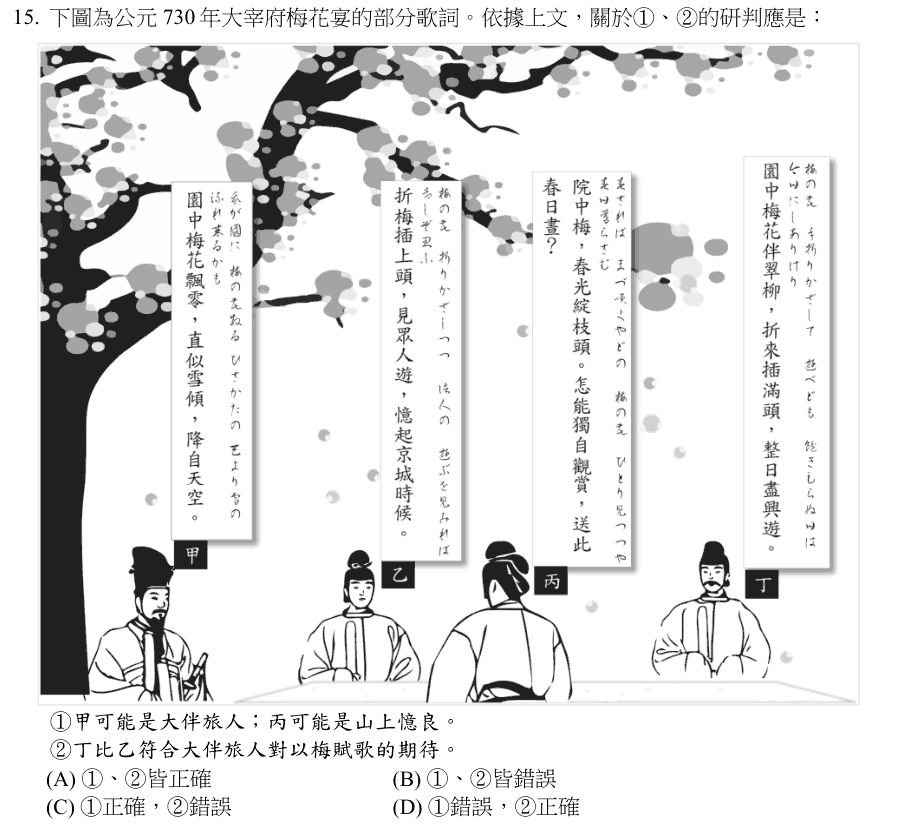 15. 下圖為公元 730 年大宰府梅花宴的部分歌詞。依據上文，關於①、②的研判應是：
梅の花 手折りかざして 遊べども 飽きしらぬ日は
今日にしありけり
園中梅花伴翠柳，折來插滿頭，整日盡興遊。
丁
春されば まづ咲くやどの 梅の花 ひとり見つつや
春日暮らさむ
院中梅，春光綻枝頭。怎能獨自觀賞，送此
春日晝？
丙
梅の花 折りかざしつつ 諸人の 遊ぶを見みれば
都しぞ思ふ
折梅插上頭，見眾人遊，憶起京城時候。
乙
我が園に 梅の花散る ひさかたの 天より雪の
流れ来るかも
園中梅花飄零，直似雪傾，降自天空。
甲
①甲可能是大伴旅人；丙可能是山上憶良。
②丁比乙符合大伴旅人對以梅賦歌的期待。
(A) ①、②皆正確 (B) ①、②皆錯誤
(C) ①正確，②錯誤 (D) ①錯誤，②正確